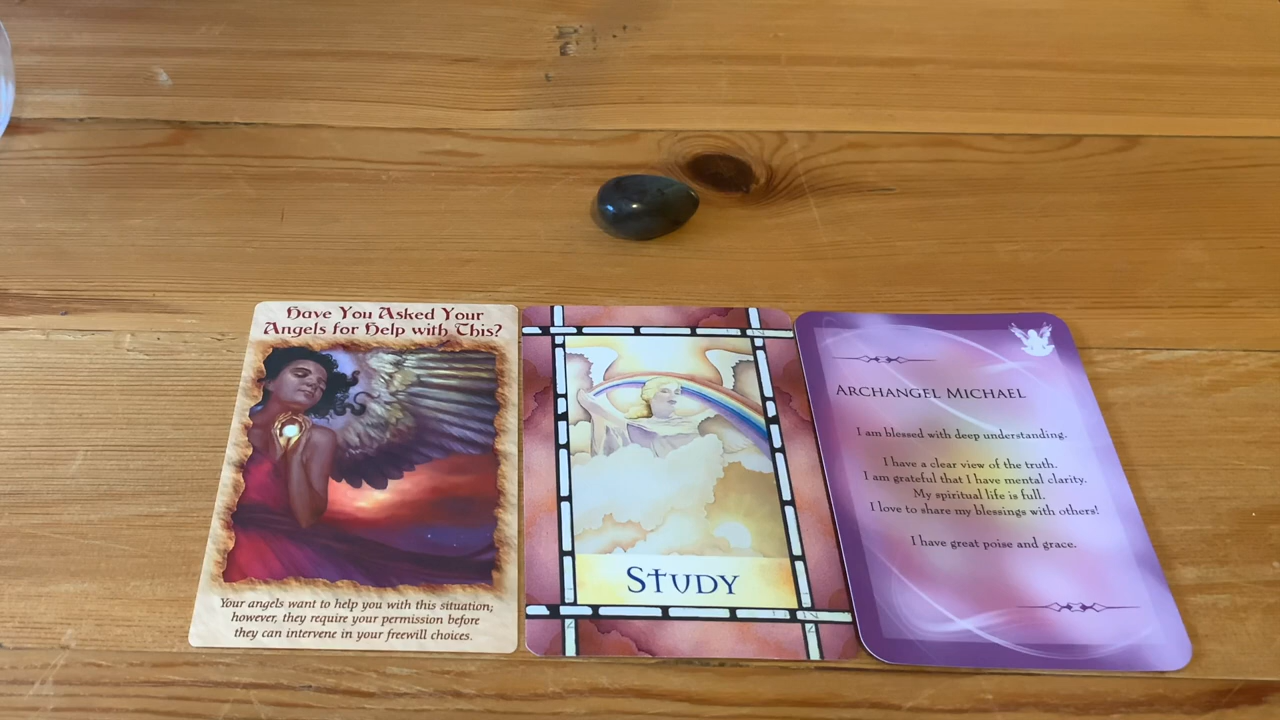 Have You Asked Your
Angels for Help with This?
Your angels want to help you with this situation;
however, they require your permission before
they can intervene in your freewill choices.
Study
Archangel Michael
I am blessed with deep understanding.
I have a clear view of the truth.
I am grateful that I have mental clarity.
My spiritual life is full.
I love to share my blessings with others!
I have great poise and grace.